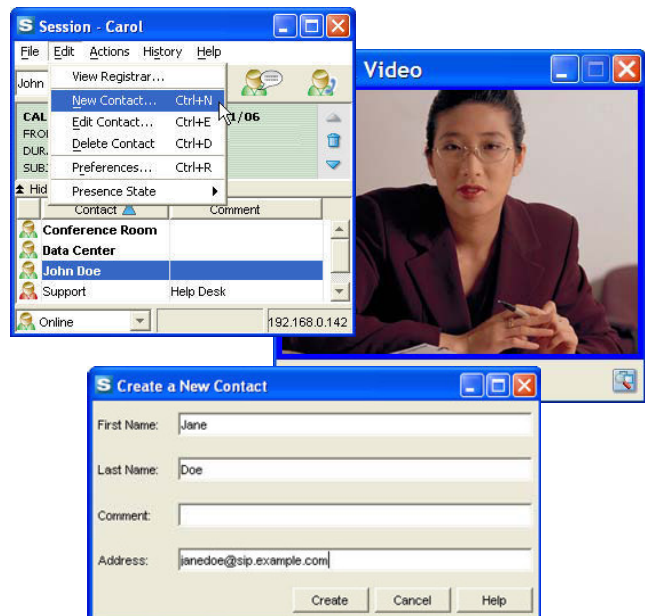 S Session - Carol
File Edit Actions History Help
John
View Registrar...
New Contact... Ctrl+N
Edit Contact... Ctrl+E
Delete Contact Ctrl+D
Preferences... Ctrl+R
Presence State
CAL 1/06
FRO
DUR.
SUB:
Hid
Contact Comment
Conference Room
Data Center
John Doe
Support Help Desk
Online 192.168.0.142
Video
S Create a New Contact
First Name: Jane
Last Name: Doe
Comment:
Address: janedoe@sip.example.com
Create Cancel Help